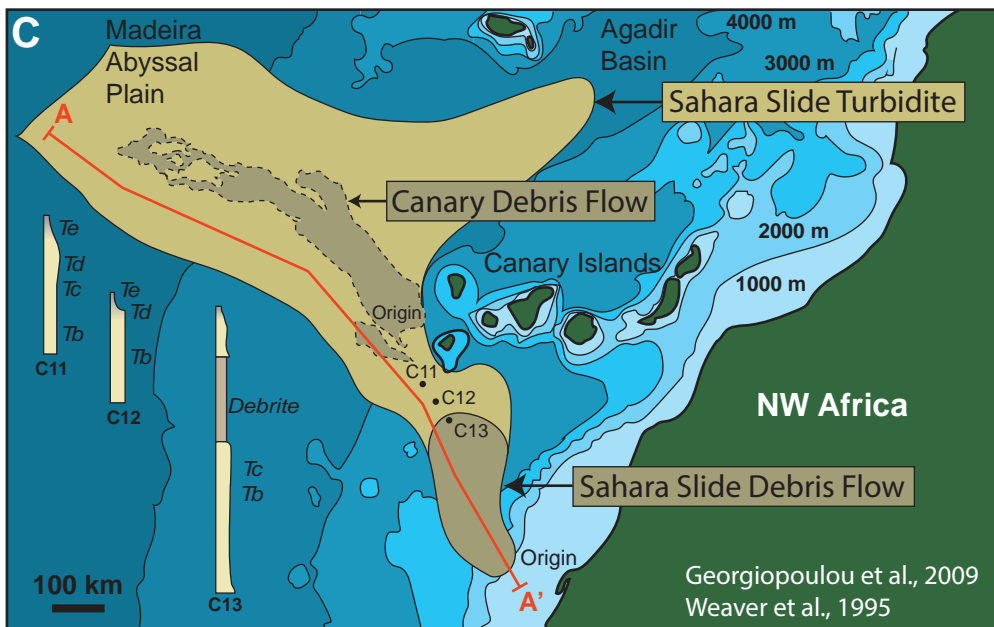 C
Madeira
Abyssal
Plain
Agadir
Basin
4000 m
3000 m
A
Sahara Slide Turbidite
Canary Debris Flow
2000 m
Te
Td
Tc
Tb
C11
Canary Islands
1000 m
Te
Td
Tb
C12
Origin
C11
C12
C13
NW Africa
Debrite
Tc
Tb
C13
Sahara Slide Debris Flow
Origin
A’
100 km
Georgiopoulou et al., 2009
Weaver et al., 1995